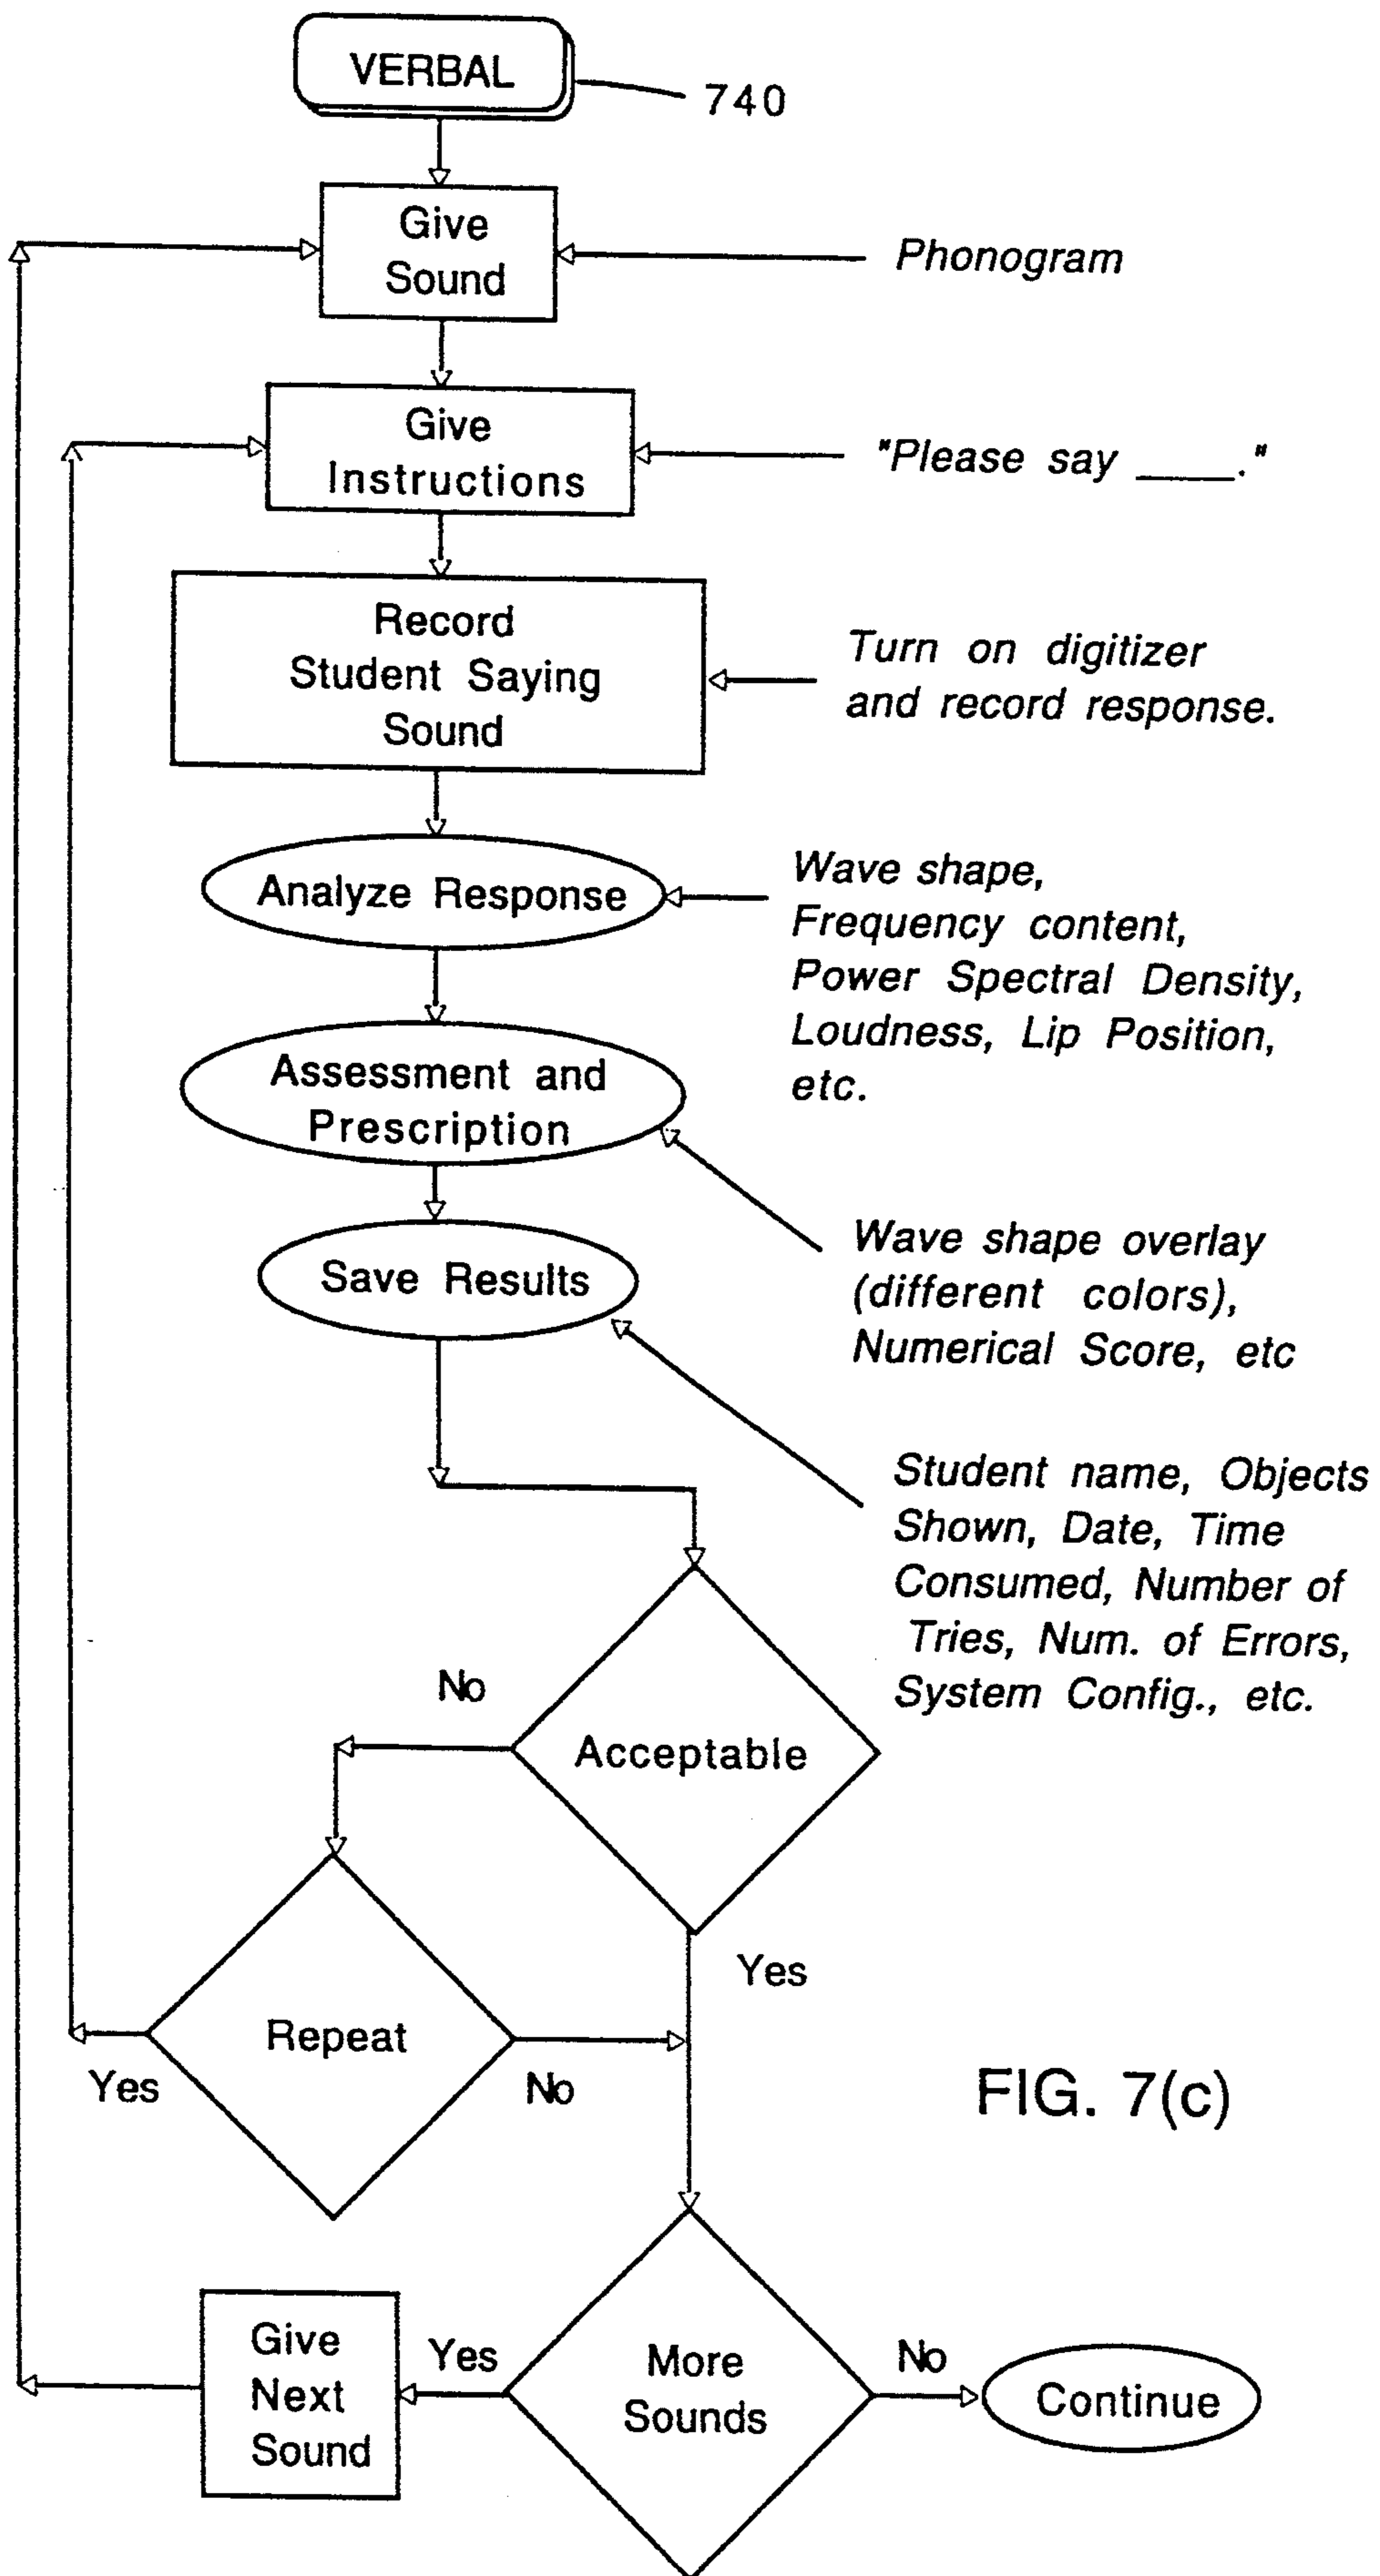 VERBAL
740
Give
Sound
Phonogram
Give
Instructions
"Please say ____."
Record
Student Saying
Sound
Turn on digitizer
and record response.
Analyze Response
Wave shape,
Frequency content,
Power Spectral Density,
Loudness, Lip Position,
etc.
Assessment and
Prescription
Wave shape overlay
(different colors),
Numerical Score, etc
Save Results
Student name, Objects
Shown, Date, Time
Consumed, Number of
Tries, Num. of Errors,
System Config., etc.
No
Acceptable
Yes
Repeat
Yes
No
FIG. 7(c)
Give
Next
Sound
Yes
More
Sounds
No
Continue